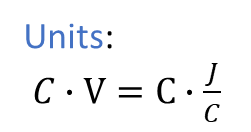 Units:
C · V = C · J/C